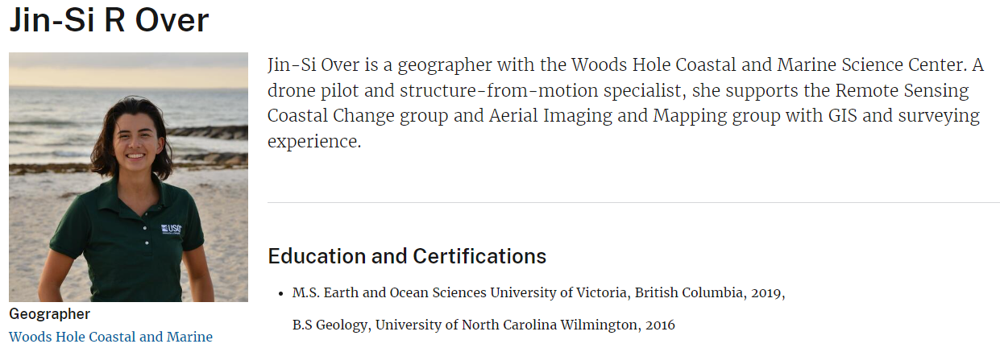 Jin-Si R Over
Jin-Si Over is a geographer with the Woods Hole Coastal and Marine Science Center. A
drone pilot and structure-from-motion specialist, she supports the Remote Sensing
Coastal Change group and Aerial Imaging and Mapping group with GIS and surveying
experience.
USGS
Geographer
Woods Hole Coastal and Marine
Education and Certifications
• M.S. Earth and Ocean Sciences University of Victoria, British Columbia, 2019,
B.S Geology, University of North Carolina Wilmington, 2016